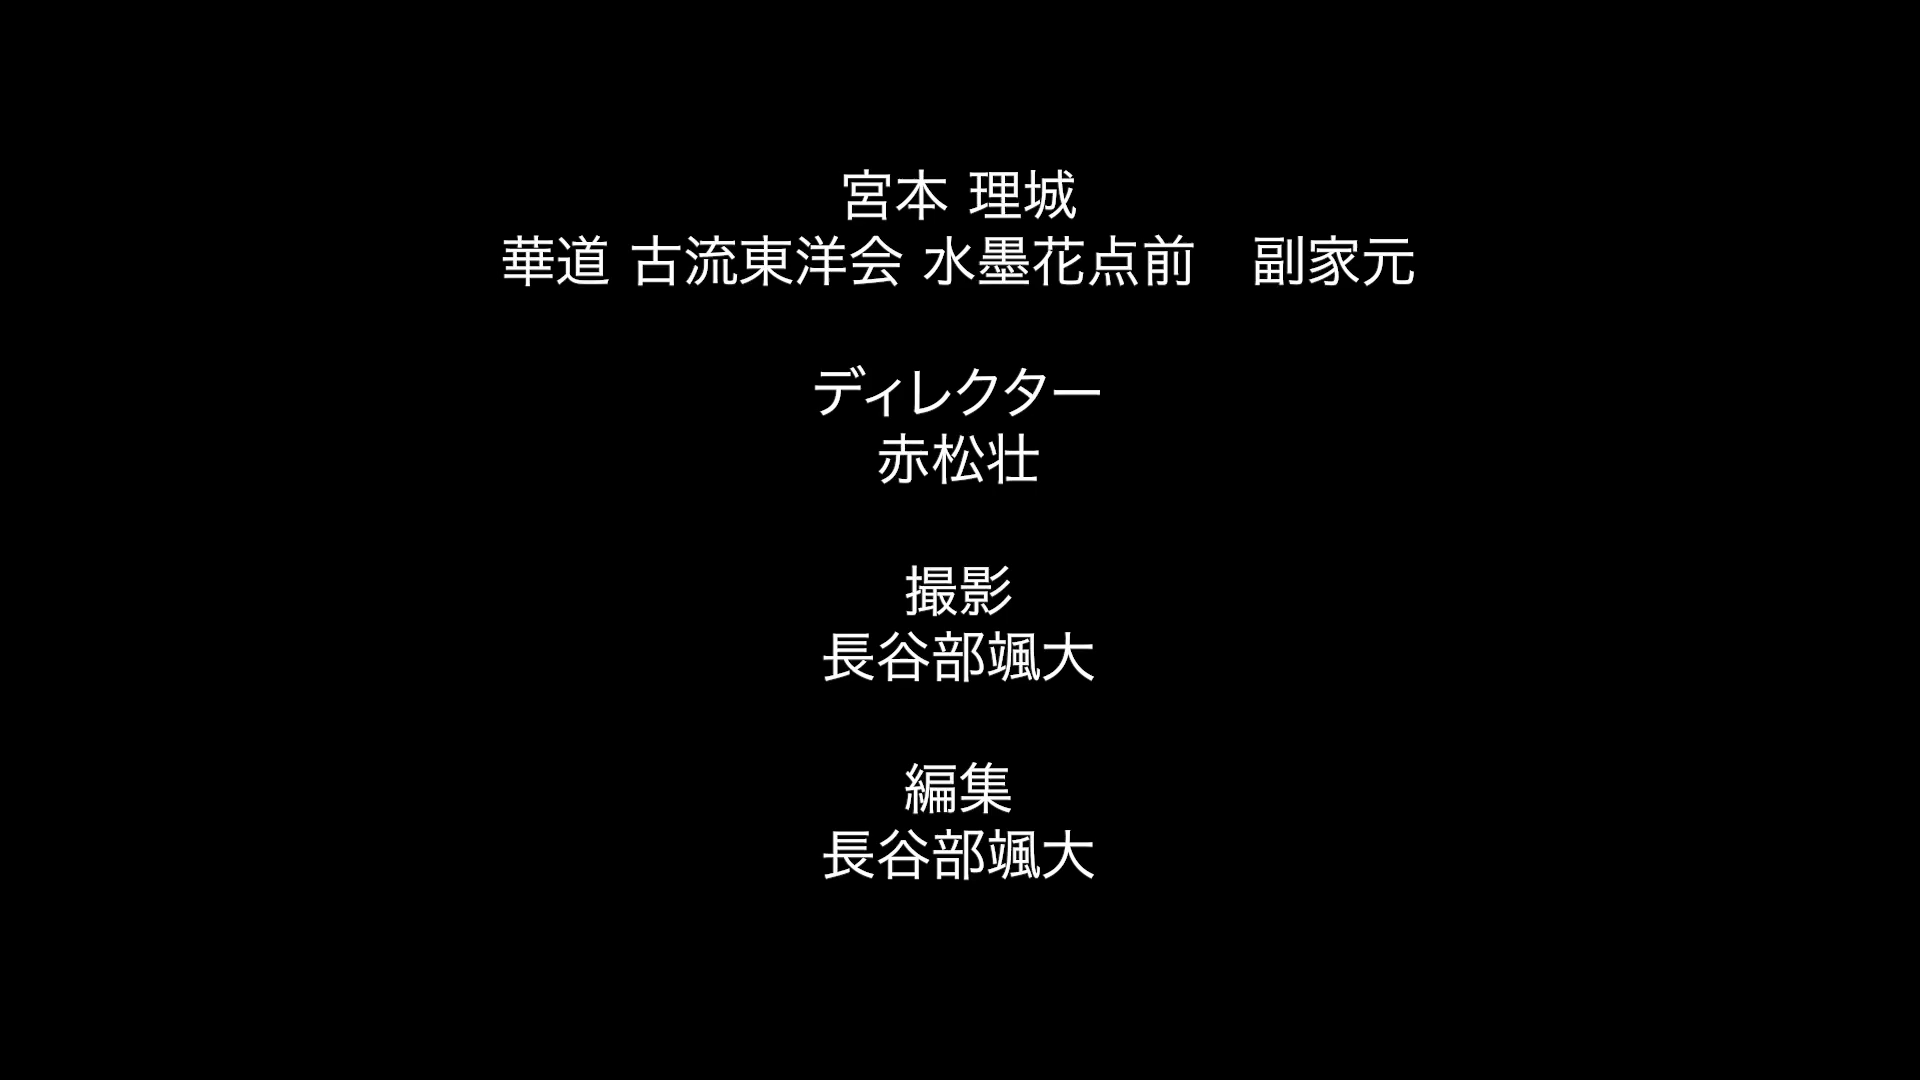 宮本 理城
華道 古流東洋会 水墨花点前　副家元
ディレクター
赤松壮
撮影
長谷部颯大
編集
長谷部颯大